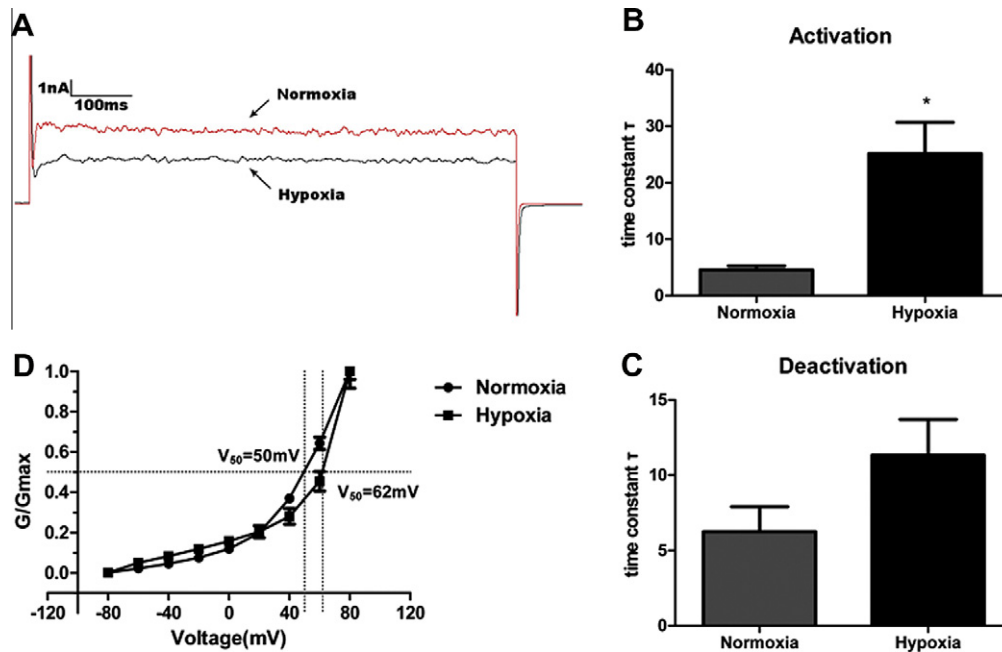 A
1nA
100ms
Normoxia
Hypoxia
B
Activation
time constant τ
40
30
20
10
0
*
Normoxia
Hypoxia
D
G/Gmax
1.0
0.8
0.6
0.4
0.2
0.0
V50=50mV
V50=62mV
Normoxia
Hypoxia
-120
-80
-40
0
40
80
120
Voltage(mV)
C
Deactivation
time constant τ
15
10
5
0
Normoxia
Hypoxia